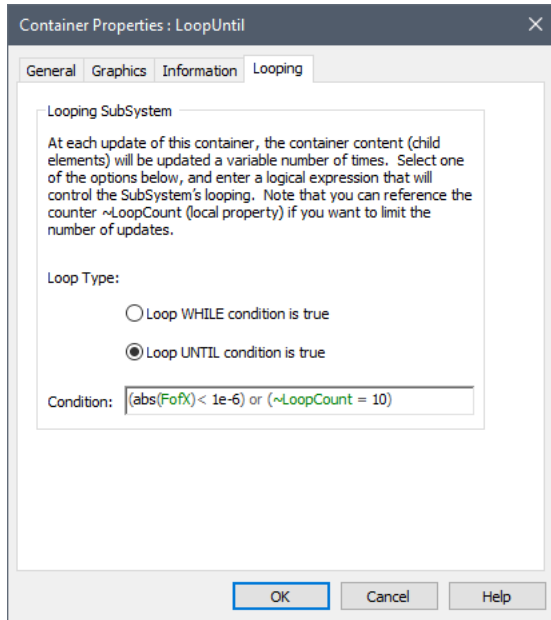 Container Properties : LoopUntil
General Graphics Information Looping
Looping SubSystem
At each update of this container, the container content (child
elements) will be updated a variable number of times. Select one
of the options below, and enter a logical expression that will
control the SubSystem's looping. Note that you can reference the
counter ~LoopCount (local property) if you want to limit the
number of updates.
Loop Type:
Loop WHILE condition is true
Loop UNTIL condition is true
Condition: (abs(FofX)< 1e-6) or (~LoopCount = 10)
OK Cancel Help